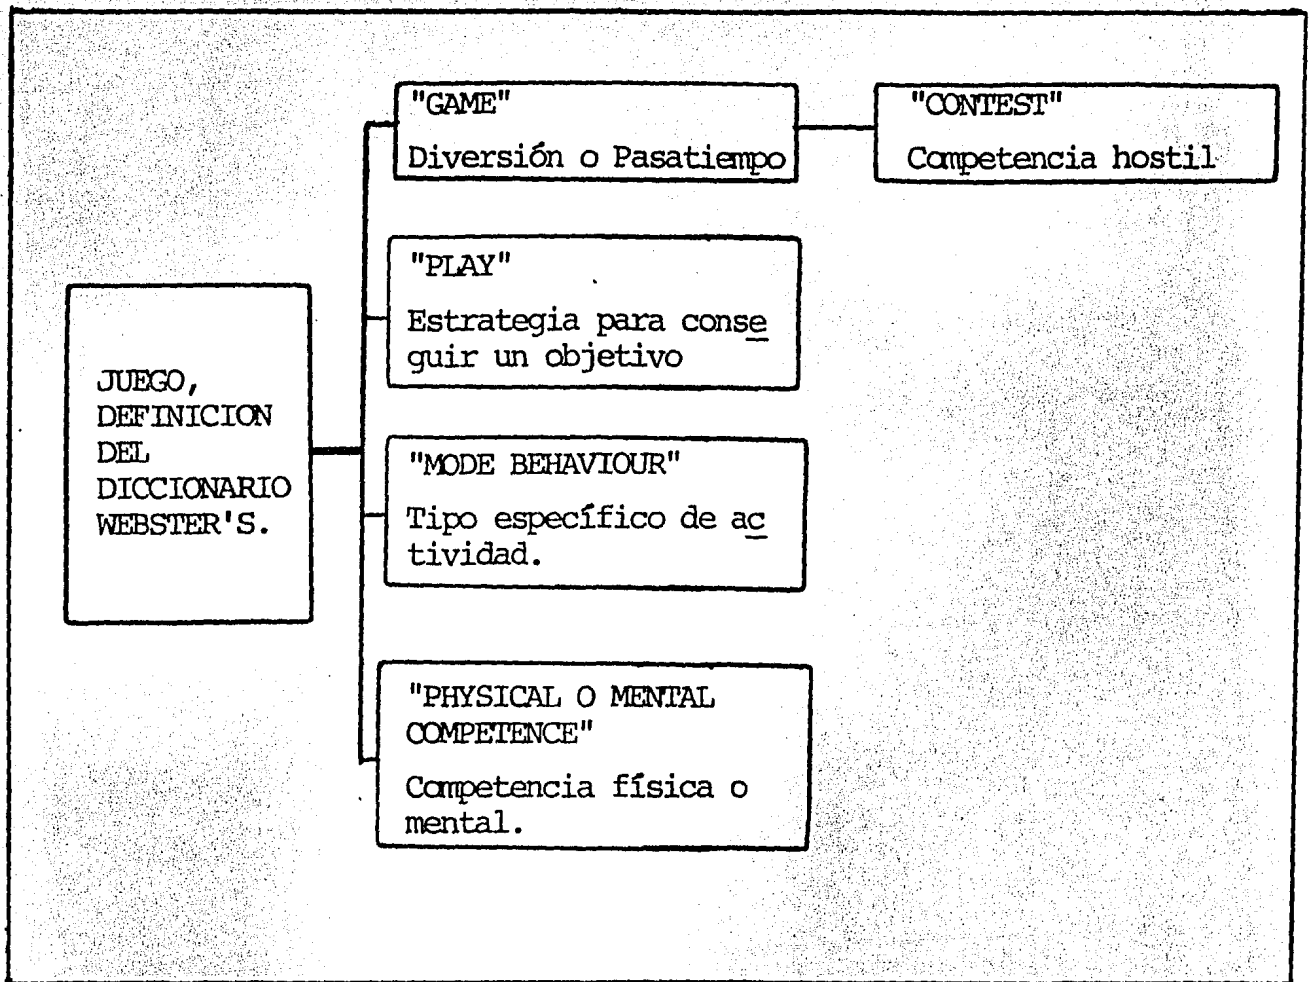 "GAME"
Diversión o Pasatiempo
"CONTEST"
Competencia hostil
"PLAY"
Estrategia para conse
guir un objetivo
JUEGO,
DEFINICION
DEL
DICCIONARIO
WEBSTER'S.
"MODE BEHAVIOUR"
Tipo específico de ac
tividad.
"PHYSICAL O MENTAL
COMPETENCE"
Competencia física o
mental.